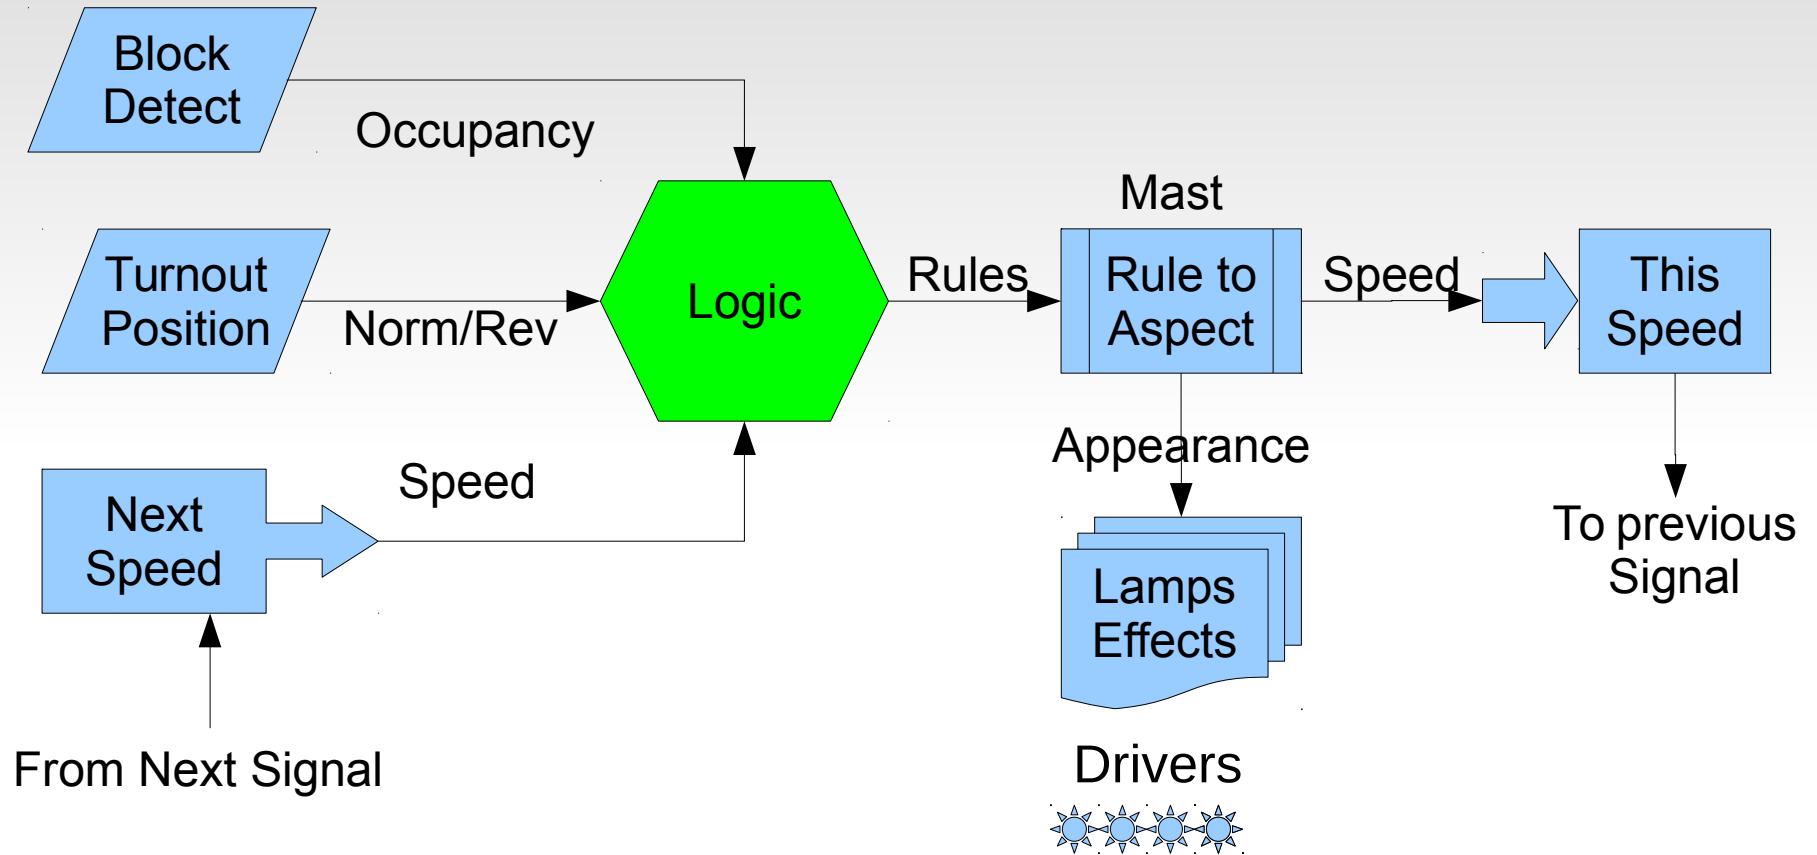 Block
Detect
Occupancy
Turnout
Position
Norm/Rev
Logic
Rules
Mast
Rule to
Aspect
Speed
This
Speed
Next
Speed
Speed
Appearance
Lamps
Effects
To previous
Signal
From Next Signal
Drivers